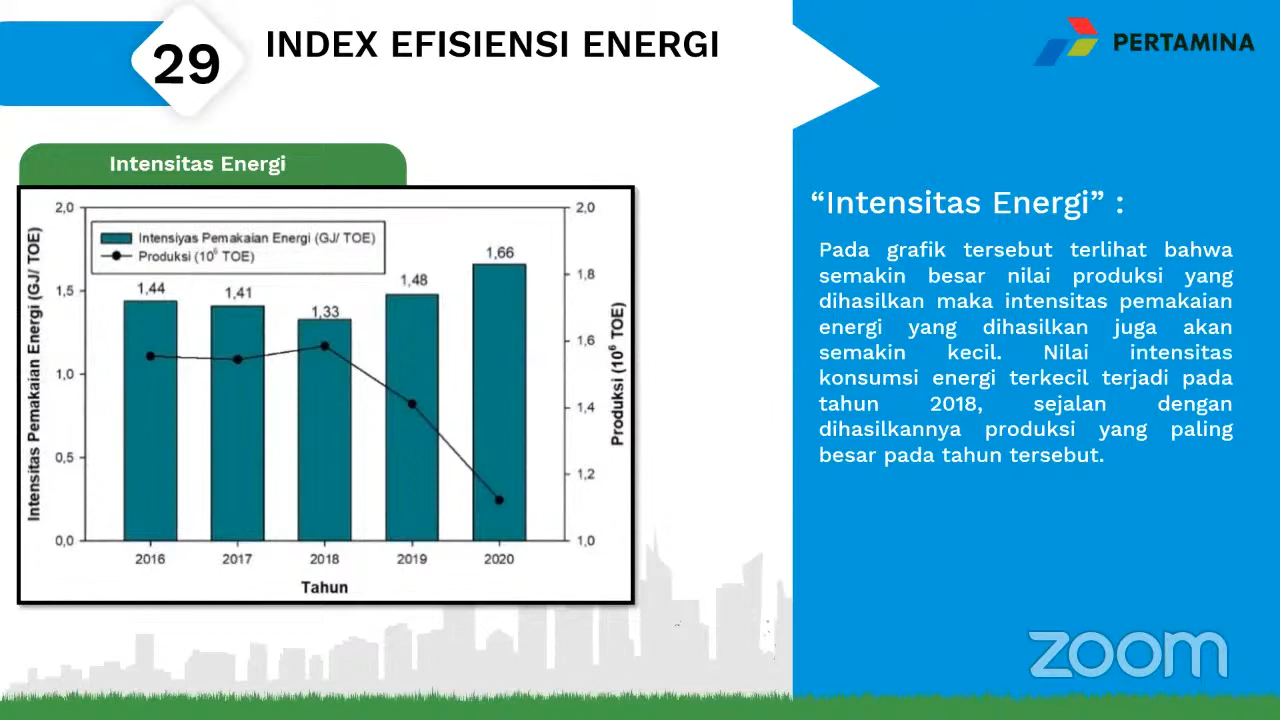 29
INDEX EFISIENSI ENERGI
PERTAMINA
Intensitas Energi
Intensitas Pemakaian Energi (GJ/ TOE)
2,0
1,5
1,0
0,5
0,0
Intensiyas Pemakaian Energi (GJ/ TOE)
Produksi (10⁶ TOE)
1,44
1,41
1,33
1,48
1,66
2,0
1,8
1,6
1,4
1,2
1,0
Produksi (10⁶ TOE)
2016 2017 2018 2019 2020
Tahun
“Intensitas Energi” :
Pada grafik tersebut terlihat bahwa
semakin besar nilai produksi yang
dihasilkan maka intensitas pemakaian
energi yang dihasilkan juga akan
semakin kecil. Nilai intensitas
konsumsi energi terkecil terjadi pada
tahun 2018, sejalan dengan
dihasilkannya produksi yang paling
besar pada tahun tersebut.
zoom